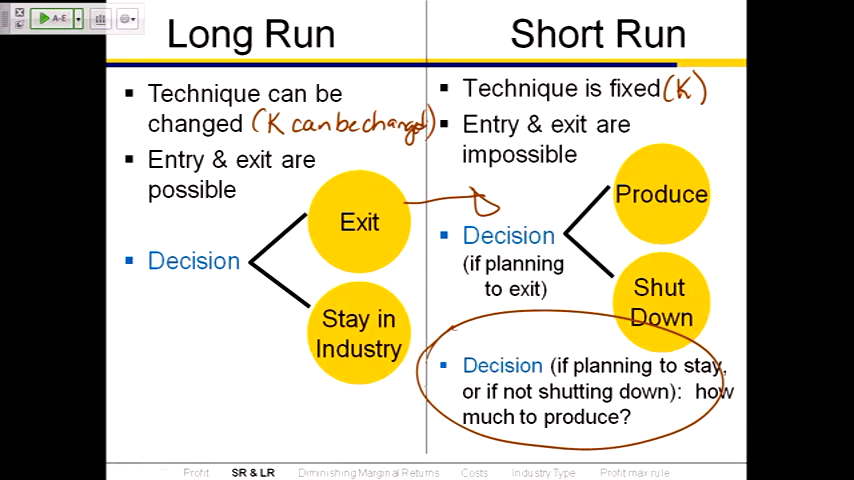 A-E
Long Run
Technique can be
changed (K can be changed)
Entry & exit are
possible
Decision
Exit
Stay in
Industry
Short Run
Technique is fixed (K)
Entry & exit are
impossible
Decision
(if planning
to exit)
Produce
Shut
Down
Decision (if planning to stay,
or if not shutting down): how
much to produce?
Profit SR & LR Diminishing Marginal Returns Costs Industry Type Profit max rule